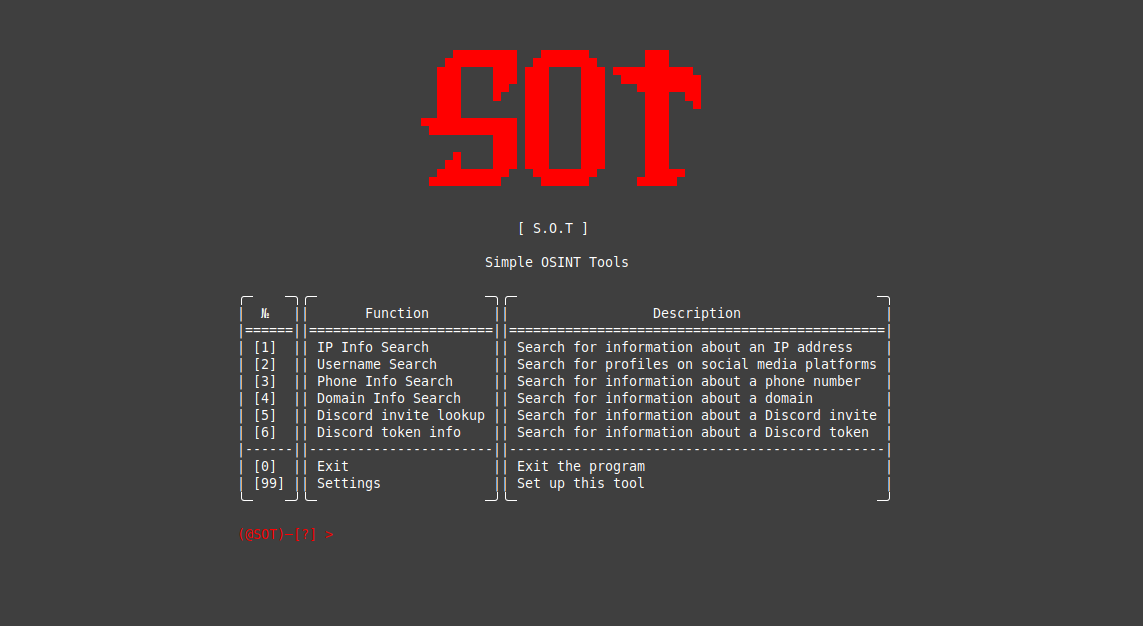 SOT
[ S.O.T ]
Simple OSINT Tools
№ || Function || Description
|======||=======================||===============================================|
| [1] || IP Info Search || Search for information about an IP address |
| [2] || Username Search || Search for profiles on social media platforms |
| [3] || Phone Info Search || Search for information about a phone number |
| [4] || Domain Info Search || Search for information about a domain |
| [5] || Discord invite lookup || Search for information about a Discord invite |
| [6] || Discord token info || Search for information about a Discord token |
|------||-----------------------||-----------------------------------------------|
| [0] || Exit || Exit the program |
| [99] || Settings || Set up this tool |
(@SOT)-[?] >